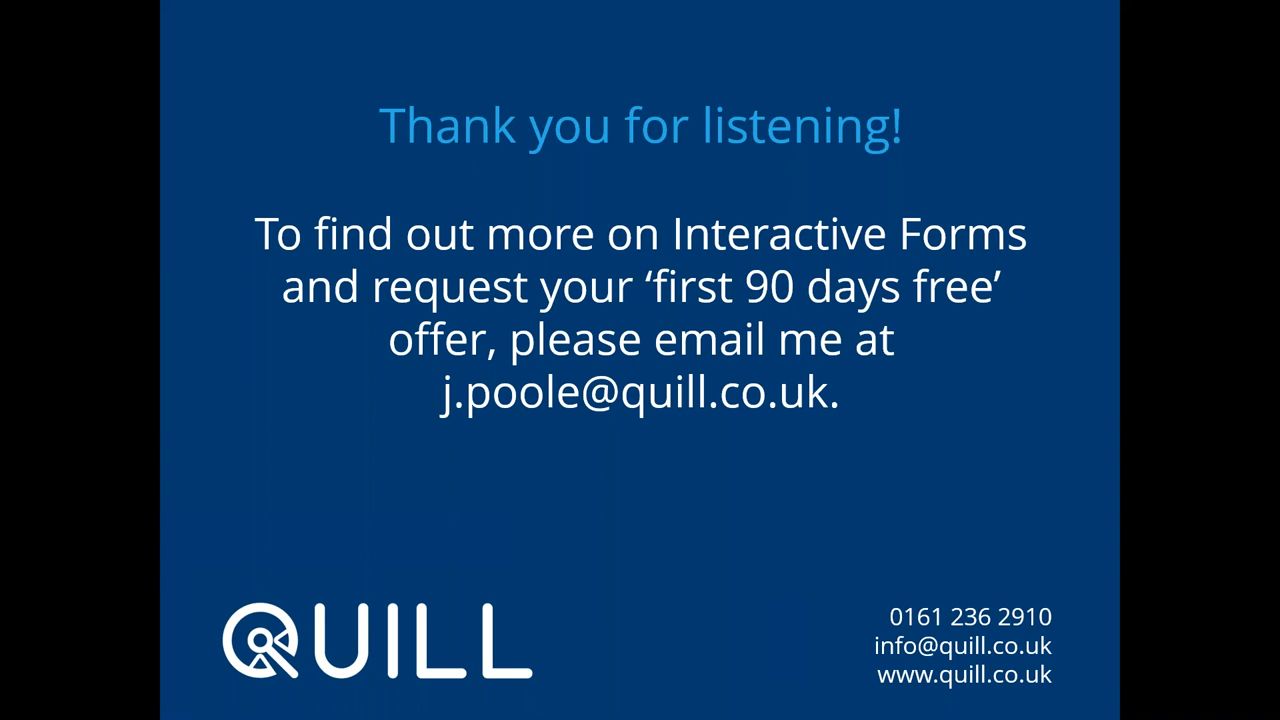 Thank you for listening!
To find out more on Interactive Forms
and request your ‘first 90 days free’
offer, please email me at
j.poole@quill.co.uk.
QUILL
0161 236 2910
info@quill.co.uk
www.quill.co.uk